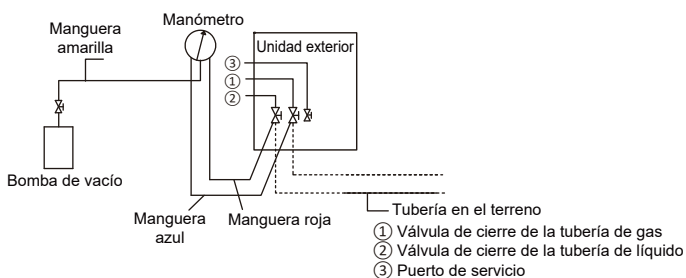 Manguera
amarilla
Manómetro
Unidad exterior
③
①
②
Bomba de vacío
Manguera
azul
Manguera roja
Tubería en el terreno
① Válvula de cierre de la tubería de gas
② Válvula de cierre de la tubería de líquido
③ Puerto de servicio